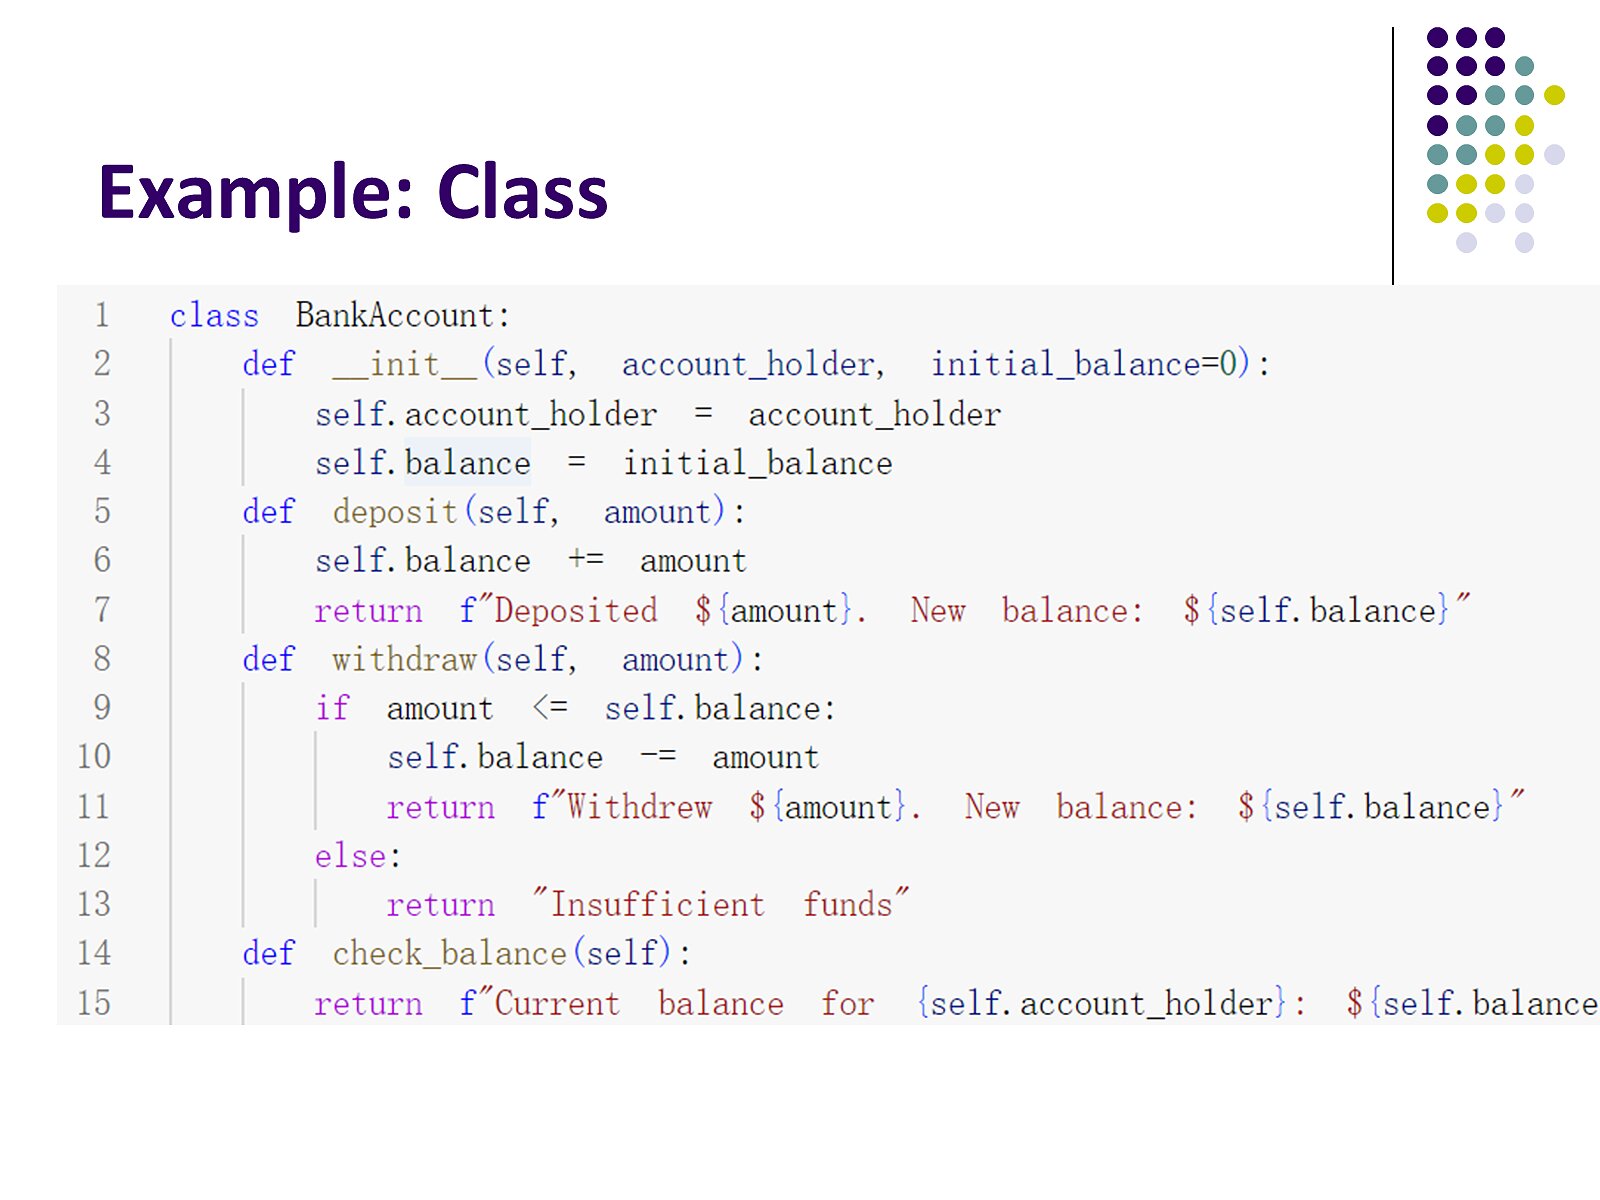 Example: Class
1 class BankAccount:
2     def __init__(self, account_holder, initial_balance=0):
3         self.account_holder = account_holder
4         self.balance = initial_balance
5     def deposit(self, amount):
6         self.balance += amount
7         return f"Deposited ${amount}. New balance: ${self.balance}"
8     def withdraw(self, amount):
9         if amount <= self.balance:
10             self.balance -= amount
11             return f"Withdrew ${amount}. New balance: ${self.balance}"
12         else:
13             return "Insufficient funds"
14     def check_balance(self):
15         return f"Current balance for {self.account_holder}: ${self.balance